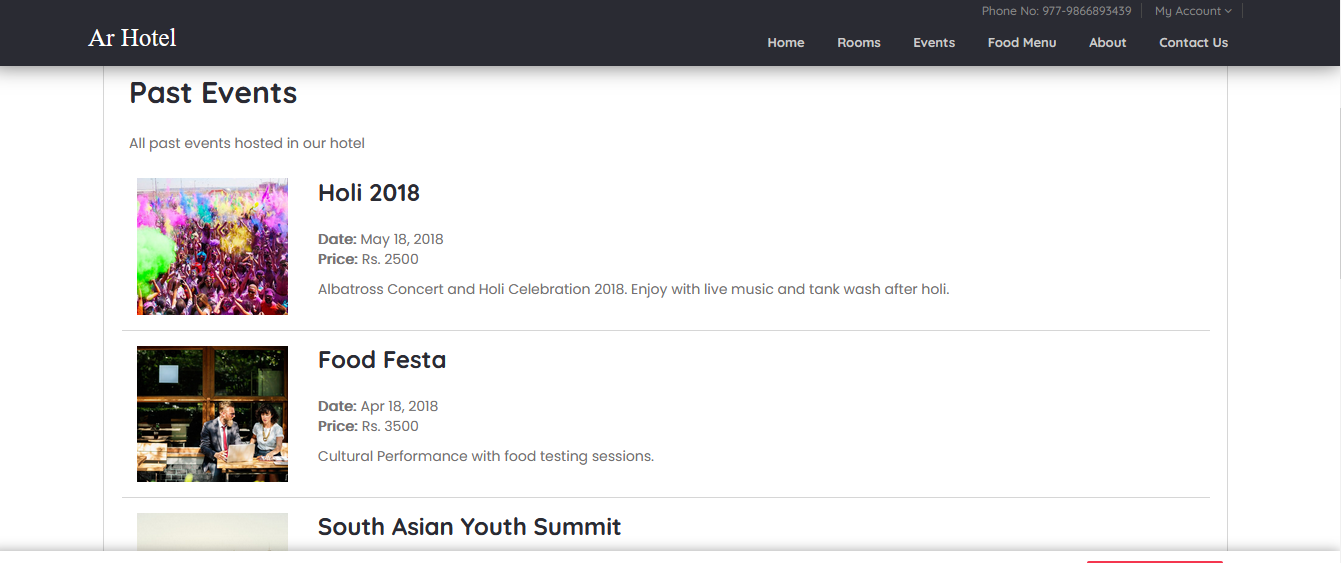 Phone No: 977-9866893439
My Account
Ar Hotel
Home Rooms Events Food Menu About Contact Us
Past Events
All past events hosted in our hotel
Holi 2018
Date: May 18, 2018
Price: Rs. 2500
Albatross Concert and Holi Celebration 2018. Enjoy with live music and tank wash after holi.
Food Festa
Date: Apr 18, 2018
Price: Rs. 3500
Cultural Performance with food testing sessions.
South Asian Youth Summit